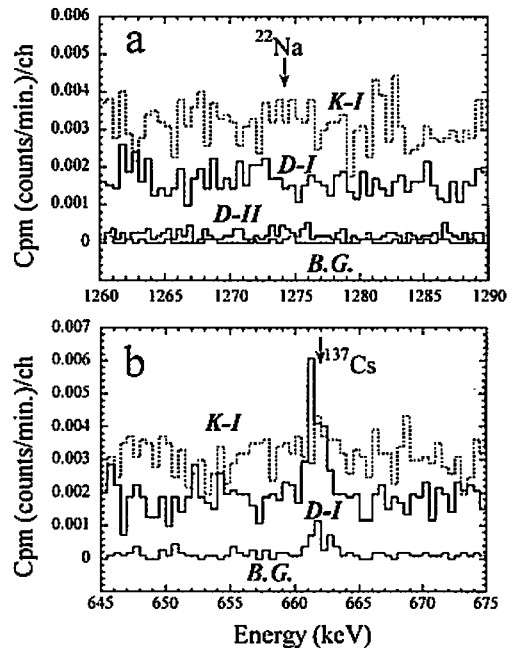 0.006
0.005
0.004
0.003
0.002
0.001
0
Cpm (counts/min.)/ch
a
22Na
K-I
D-I
D-II
B.G.
1260 1265 1270 1275 1280 1285 1290
0.007
0.006
0.005
0.004
0.003
0.002
0.001
0
Cpm (counts/min.)/ch
b
137Cs
K-I
D-I
B.G.
645 650 655 660 665 670 675
Energy (keV)